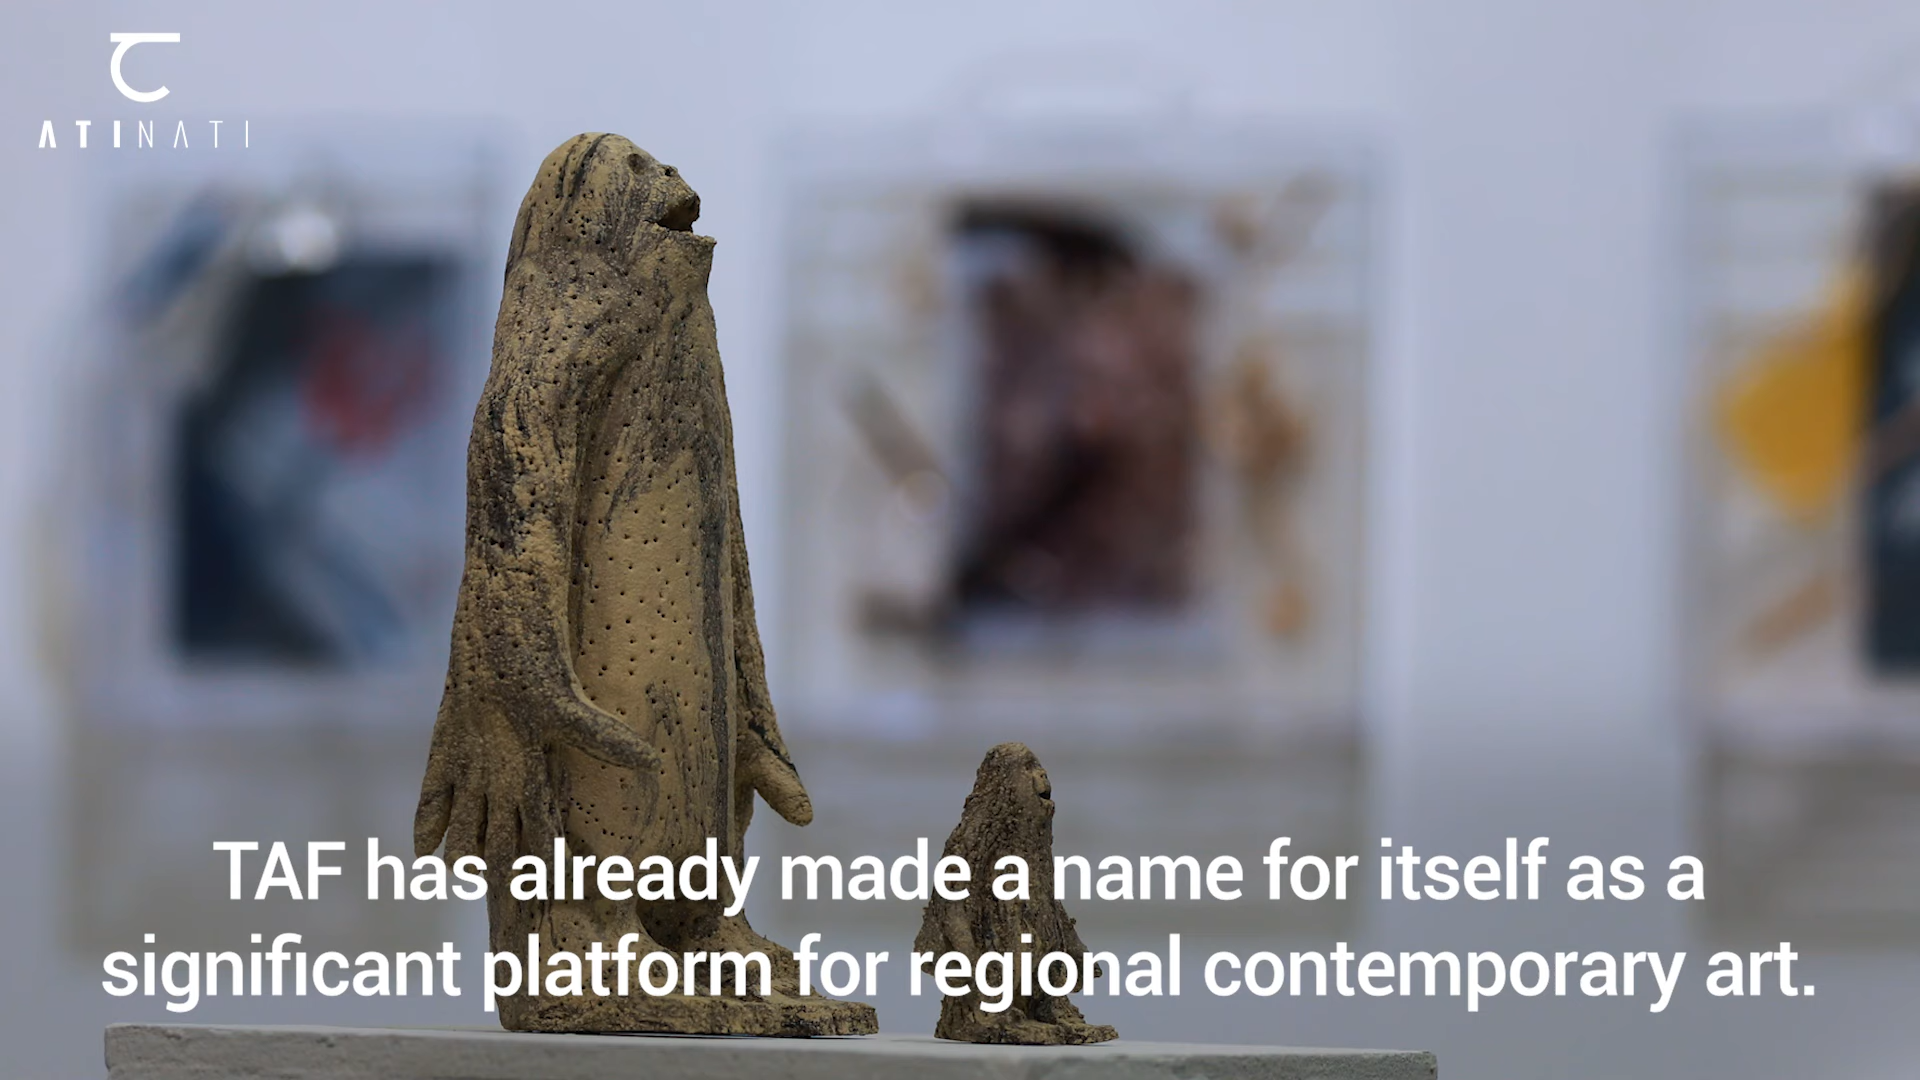 ATINATI
TAF has already made a name for itself as a
significant platform for regional contemporary art.